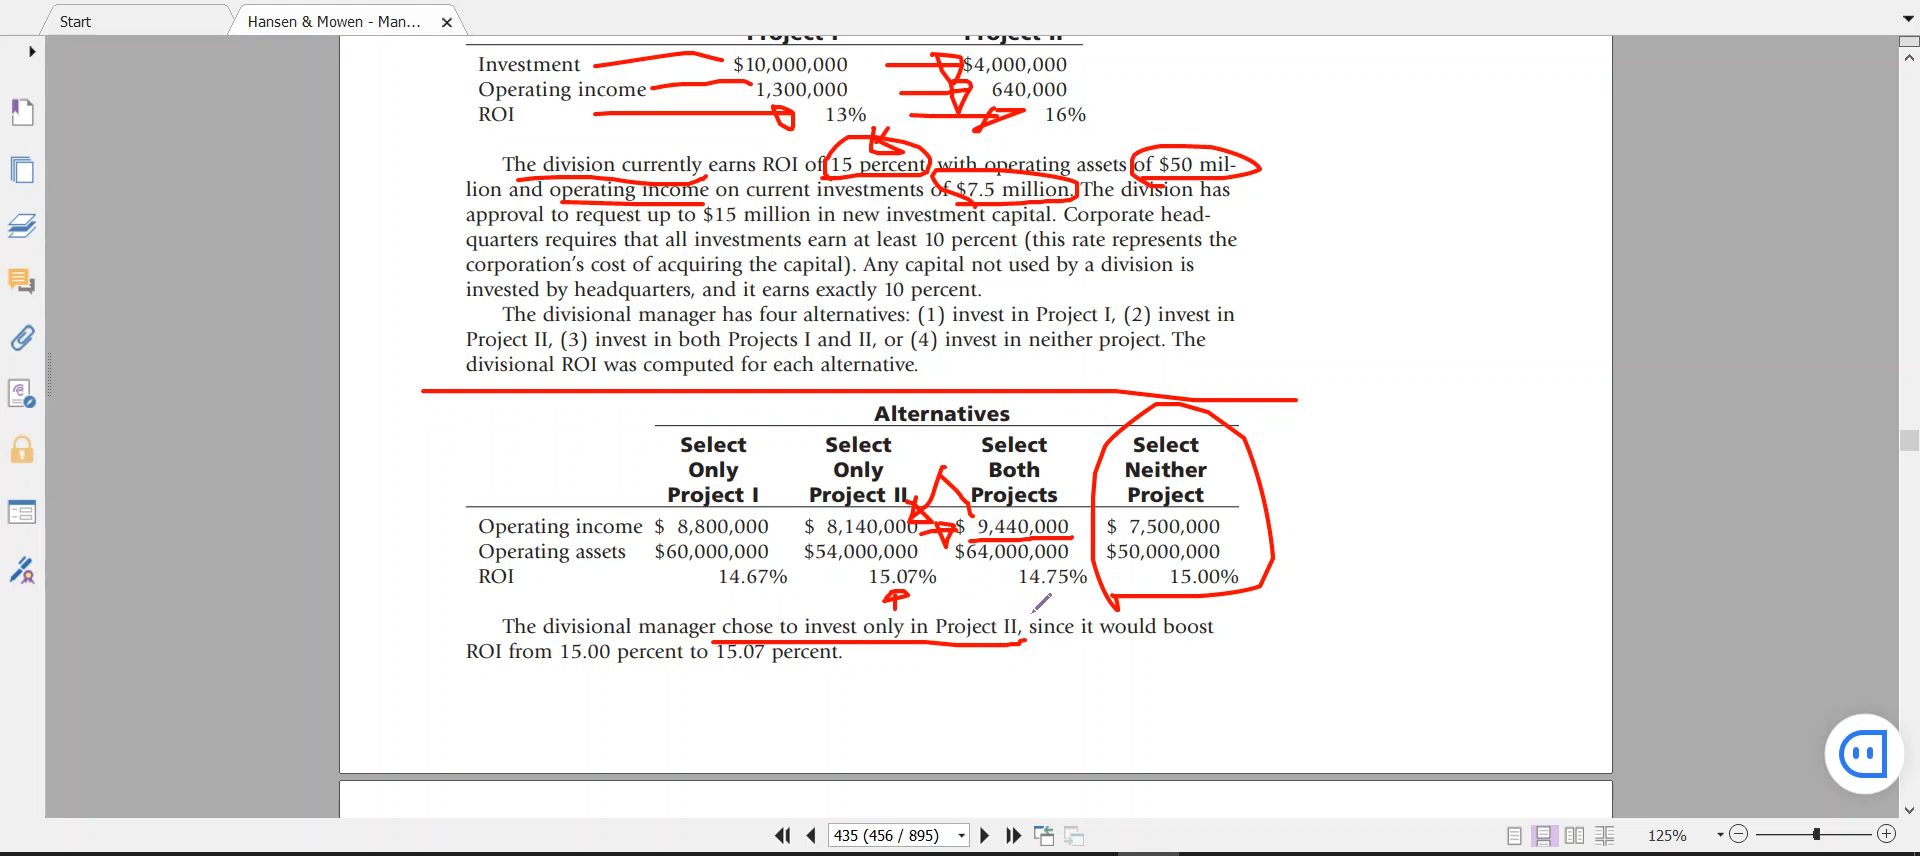 Start
Hansen & Mowen - Man...
Project I Project II
Investment $10,000,000 $4,000,000
Operating income 1,300,000 640,000
ROI 13% 16%
The division currently earns ROI of 15 percent, with operating assets of $50 mil-
lion and operating income on current investments of $7.5 million. The division has
approval to request up to $15 million in new investment capital. Corporate head-
quarters requires that all investments earn at least 10 percent (this rate represents the
corporation's cost of acquiring the capital). Any capital not used by a division is
invested by headquarters, and it earns exactly 10 percent.
The divisional manager has four alternatives: (1) invest in Project I, (2) invest in
Project II, (3) invest in both Projects I and II, or (4) invest in neither project. The
divisional ROI was computed for each alternative.
Alternatives
Select Select Select Select
Only Only Both Neither
Project I Project II Projects Project
Operating income $ 8,800,000 $ 8,140,000 $ 9,440,000 $ 7,500,000
Operating assets $60,000,000 $54,000,000 $64,000,000 $50,000,000
ROI 14.67% 15.07% 14.75% 15.00%
The divisional manager chose to invest only in Project II, since it would boost
ROI from 15.00 percent to 15.07 percent.
435 (456 / 895)
125%